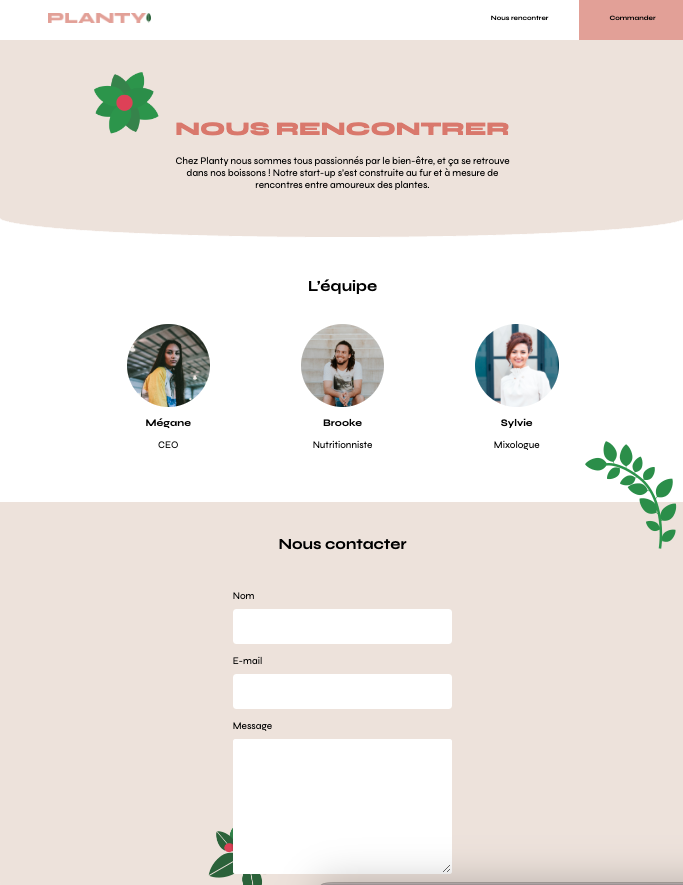 PLANTY
Nous rencontrer
Commander
NOUS RENCONTRER
Chez Planty nous sommes tous passionnés par le bien-être, et ça se retrouve
dans nos boissons ! Notre start-up s'est construite au fur et à mesure de
rencontres entre amoureux des plantes.
L'équipe
Mégane
Brooke
Sylvie
CEO
Nutritionniste
Mixologue
Nous contacter
Nom
E-mail
Message